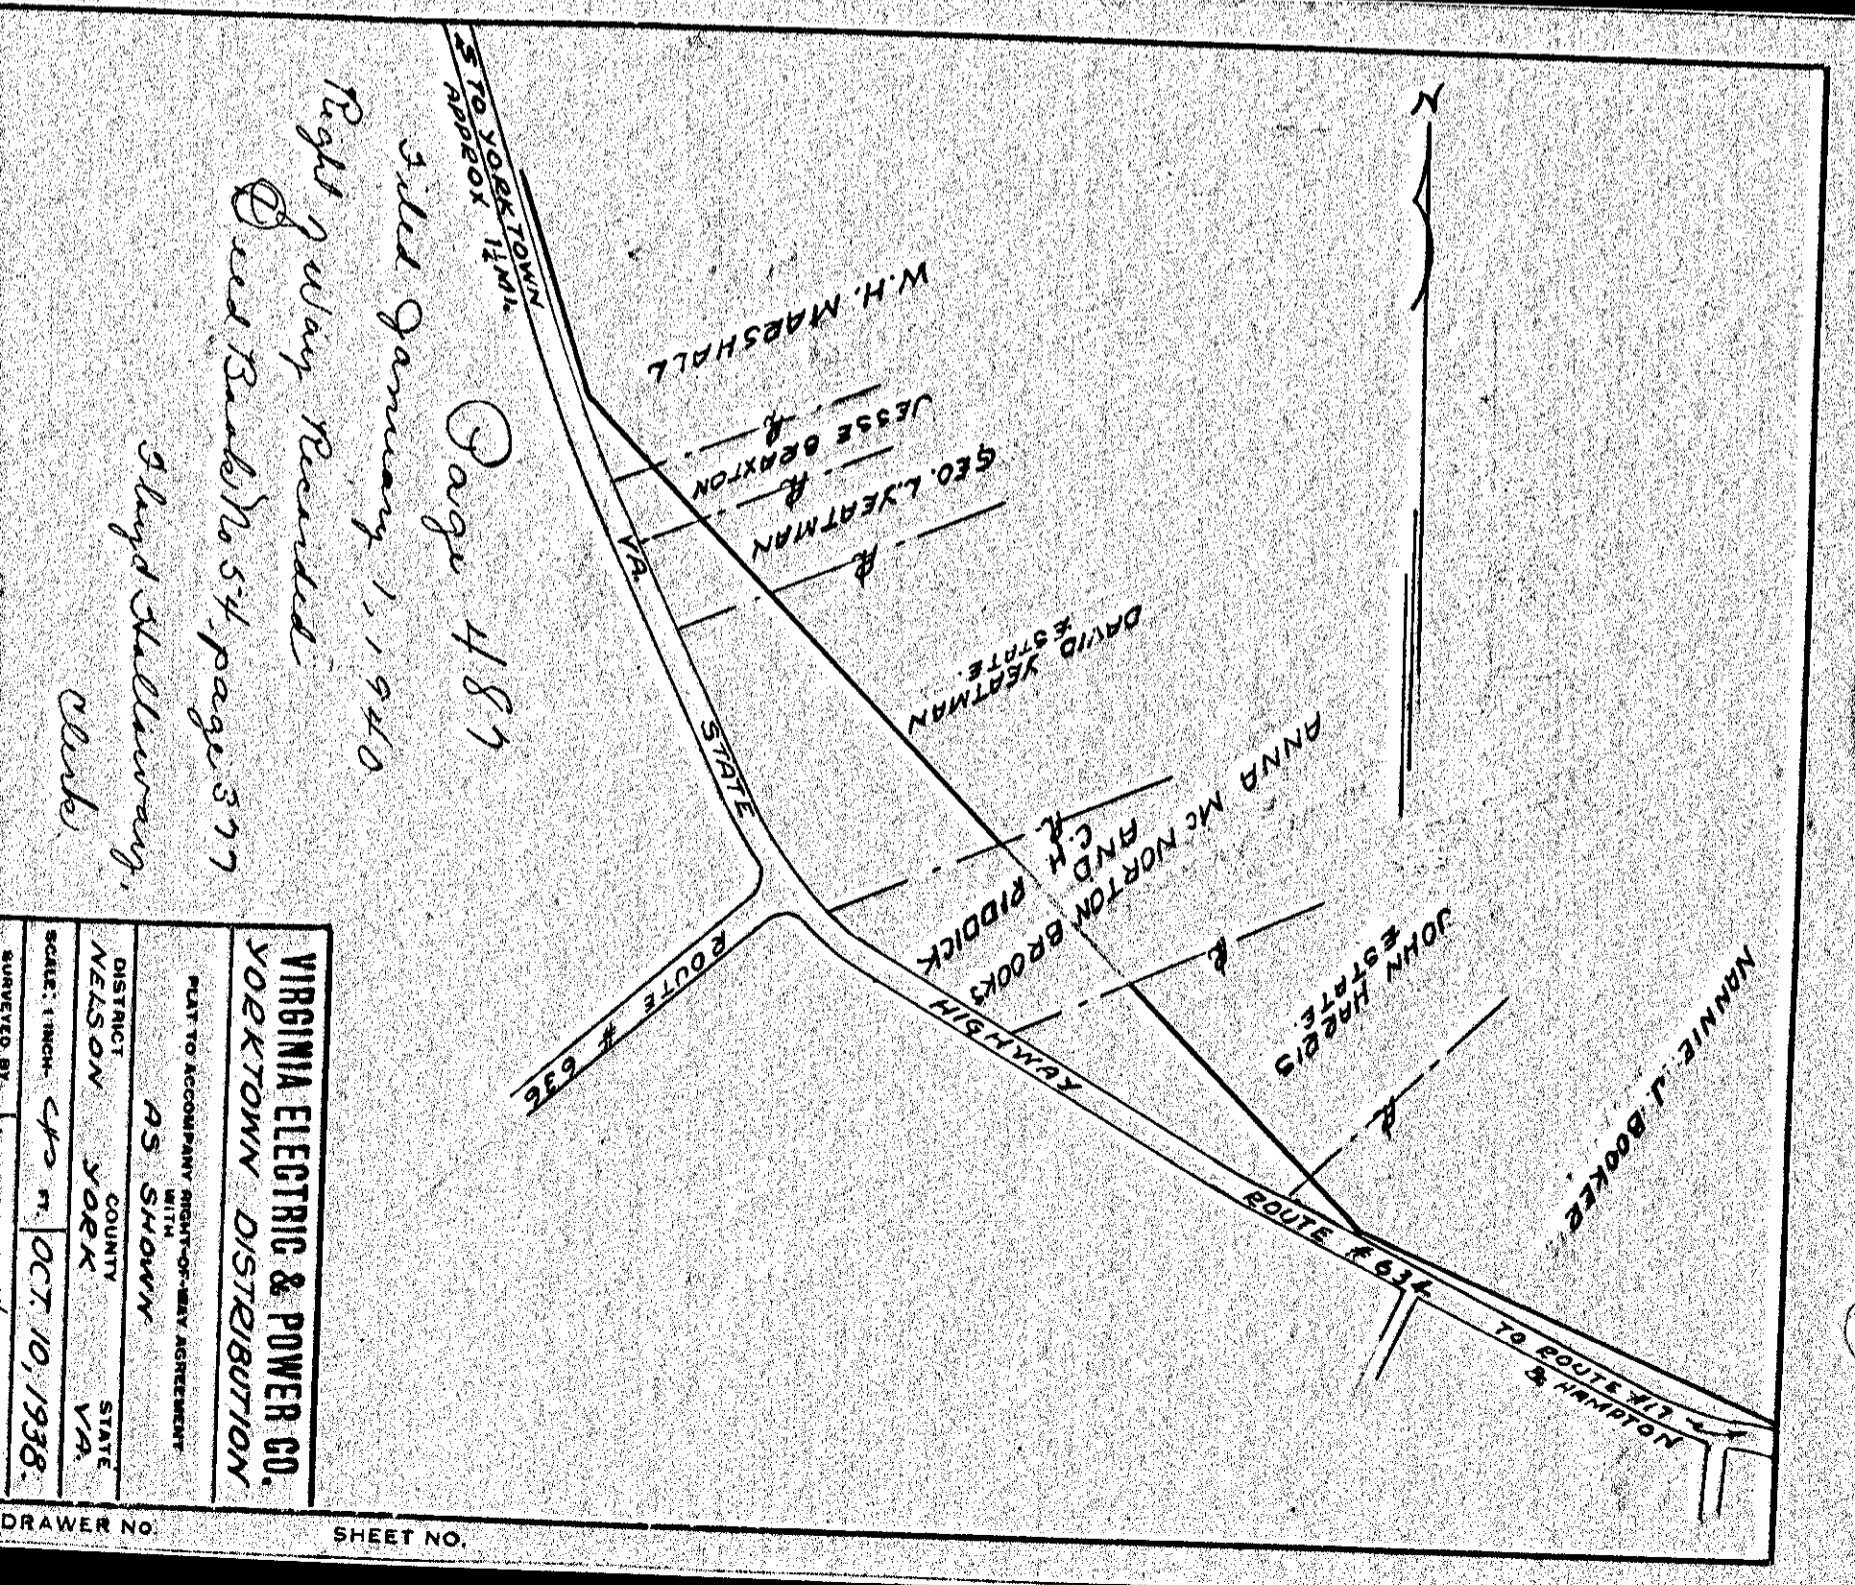 N
S TO YORKTOWN
APPROX 1½ MI.
W.H. MARSHALL
JESSE BRAXTON
GEO. L. YEATMAN
DAVID YEATMAN
ESTATE.
ANNA Mc NORTON BROOKS
AND
C. H. RIDDICK
JOHN HARRIS
ESTATE.
NANNIE J. BOOKER
VA. STATE HIGHWAY ROUTE # 634
ROUTE # 636
TO ROUTE #17
& HAMPTON
Page 487
Filed January 1, 1940
Right of Way Recorded
Deed Book No 54, page 377
Floyd Holloway,
Clerk
VIRGINIA ELECTRIC & POWER CO.
YORKTOWN DISTRIBUTION
PLAT TO ACCOMPANY RIGHT-OF-WAY AGREEMENT
WITH
AS SHOWN
DISTRICT COUNTY STATE
NELSON YORK VA.
SCALE: 1 INCH 400 FT. OCT. 10, 1938.
SURVEYED BY
DRAWER NO.
SHEET NO.